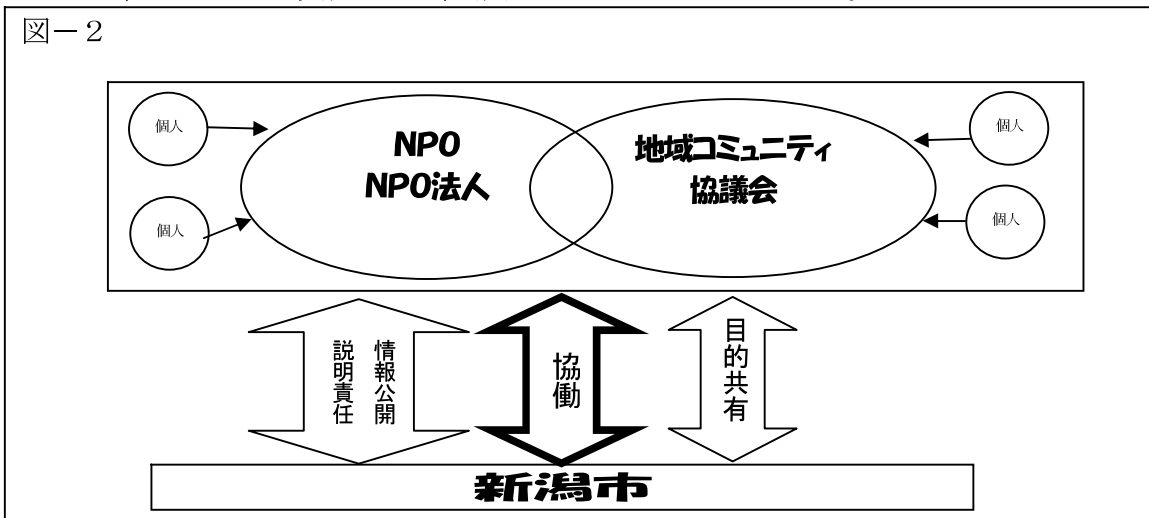 図－２
個人
NPO
NPO法人
個人
地域コミュニティ
協議会
個人
個人
情報公開
説明責任
協働
目的共有
新潟市